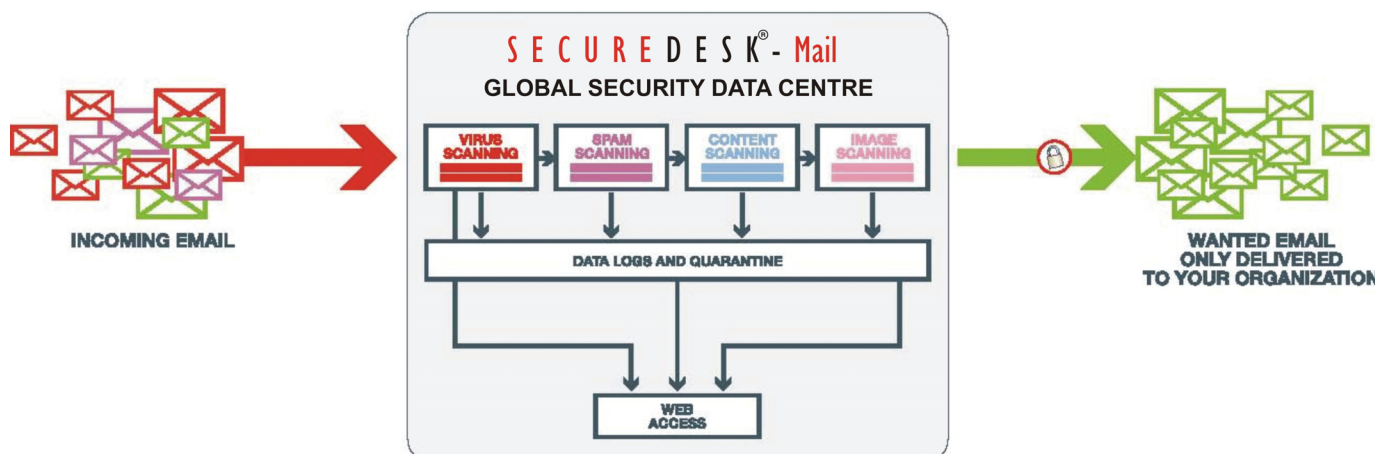 SECUREDESK®- Mail
GLOBAL SECURITY DATA CENTRE
VIRUS
SCANNING
SPAM
SCANNING
CONTENT
SCANNING
IMAGE
SCANNING
INCOMING EMAIL
DATA LOGS AND QUARANTINE
WANTED EMAIL
ONLY DELIVERED
TO YOUR ORGANIZATION
WEB
ACCESS